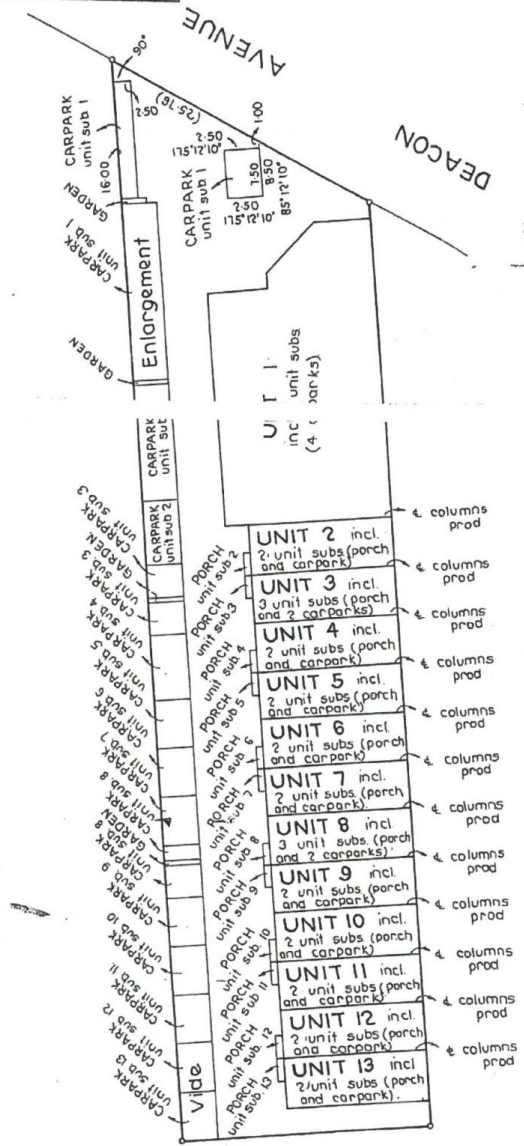 DEACON
AVENUE
90°
2·50
(25·76)
16·00
CARPARK
unit sub 1
2·50
175°12'10"
1·00
7·50
8·50
85°12'10"
2·50
175°12'10"
CARPARK
unit sub 1
GARDEN
CARPARK
unit sub 1
Enlargement
GARDEN
CARPARK
unit sub
CARPARK
unit sub 2
CARPARK
unit sub 3
GARDEN
CARPARK
unit sub. 3
CARPARK
unit sub. 4
CARPARK
unit sub. 5
CARPARK
unit sub. 6
CARPARK
unit sub. 7
CARPARK
unit sub. 8
GARDEN
CARPARK
unit sub. 8
CARPARK
unit sub. 9
CARPARK
unit sub. 10
CARPARK
unit sub. 11
CARPARK
unit sub 12
CARPARK
unit sub 13
Vide
unit subs
(4
PORCH
unit sub 2
PORCH
unit sub.3
PORCH
unit sub. 4
PORCH
unit sub. 5
PORCH
unit sub. 6
PORCH
unit sub. 7
PORCH
unit sub 8
PORCH
unit sub 9
PORCH
unit sub. 10
PORCH
unit sub 11
PORCH
unit sub. 12
PORCH
unit sub. 13
UNIT 2 incl.
2 unit subs (porch
and carpark)
UNIT 3 incl.
3 unit subs (porch
and 2 carparks)
UNIT 4 incl.
2 unit subs (porch
and carpark)
UNIT 5 incl.
2 unit subs (porch
and carpark)
UNIT 6 incl.
2 unit subs (porch
and carpark)
UNIT 7 incl.
2 unit subs (porch
and carpark).
UNIT 8 incl.
3 unit subs. (porch
and 2 carparks).
UNIT 9 incl.
2 unit subs (porch
and carpark)
UNIT 10 incl.
2 unit subs (porch
and carpark)
UNIT 11 incl.
2 unit subs (porch
and carpark)
UNIT 12 incl.
2 unit subs (porch
and carpark)
UNIT 13 incl
2 unit subs (porch
and carpark).
℄ columns
prod
℄ columns
prod
℄ columns
prod
℄ columns
prod
℄ columns
prod
℄ columns
prod
℄ columns
prod
℄ columns
prod
℄ columns
prod
℄ columns
prod
℄ columns
prod
℄ columns
prod